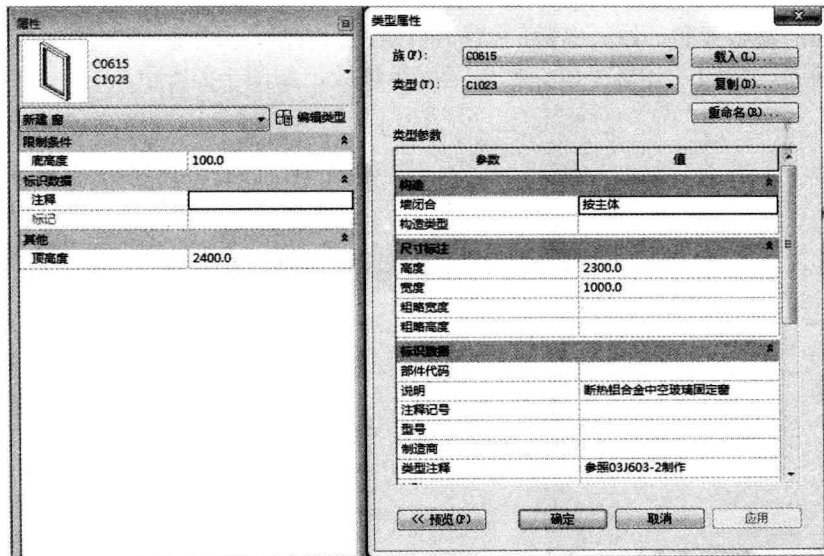 属性
C0615
C1023
新建 窗
编辑类型
限制条件
底高度 100.0
标识数据
注释
标记
其他
顶高度 2400.0
类型属性
族(F): C0615 载入(L)...
类型(T): C1023 复制(D)...
重命名(R)...
类型参数
参数 值
构造
墙闭合 按主体
构造类型
尺寸标注
高度 2300.0
宽度 1000.0
粗略宽度
粗略高度
标识数据
部件代码
说明 断热铝合金中空玻璃固定窗
注释记号
型号
制造商
类型注释 参照03J603-2制作
<< 预览(P) 确定 取消 应用